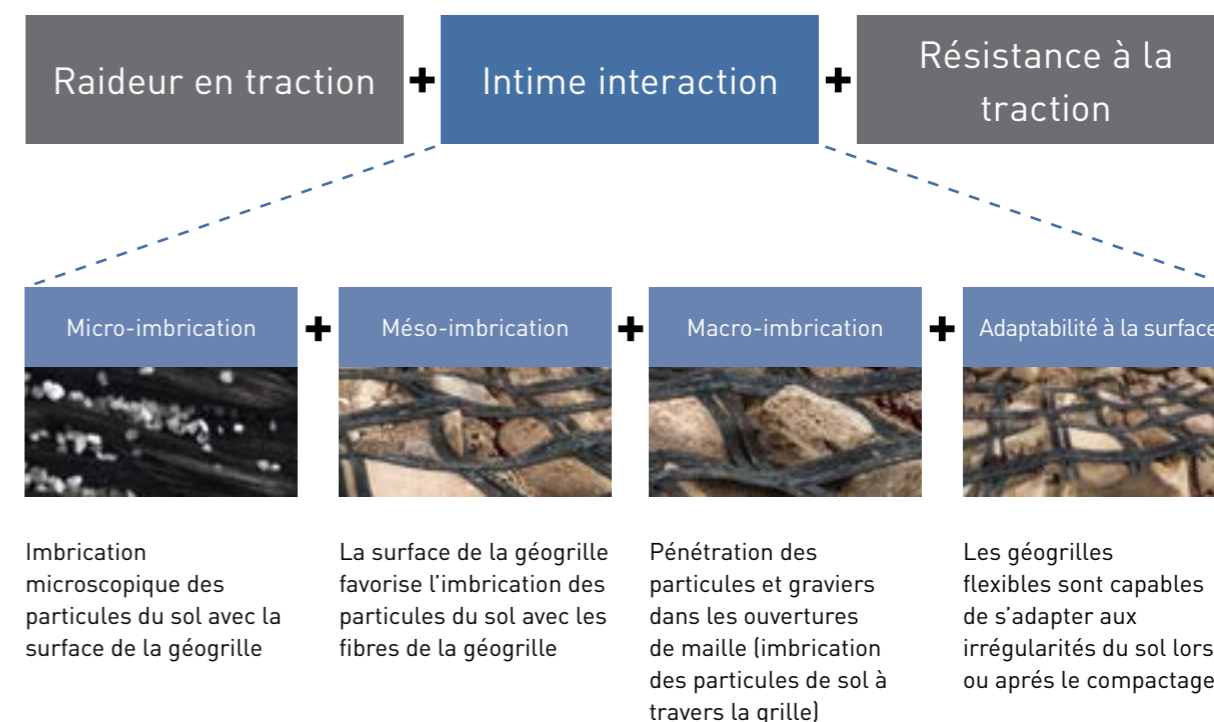 Raideur en traction + Intime interaction + Résistance à la
traction
Micro-imbrication + Méso-imbrication + Macro-imbrication + Adaptabilité à la surface
Imbrication
microscopique des
particules du sol avec la
surface de la géogrille
La surface de la géogrille
favorise l'imbrication des
particules du sol avec les
fibres de la géogrille
Pénétration des
particules et graviers
dans les ouvertures
de maille (imbrication
des particules de sol à
travers la grille)
Les géogrilles
flexibles sont capables
de s'adapter aux
irrégularités du sol lors
ou aprés le compactage